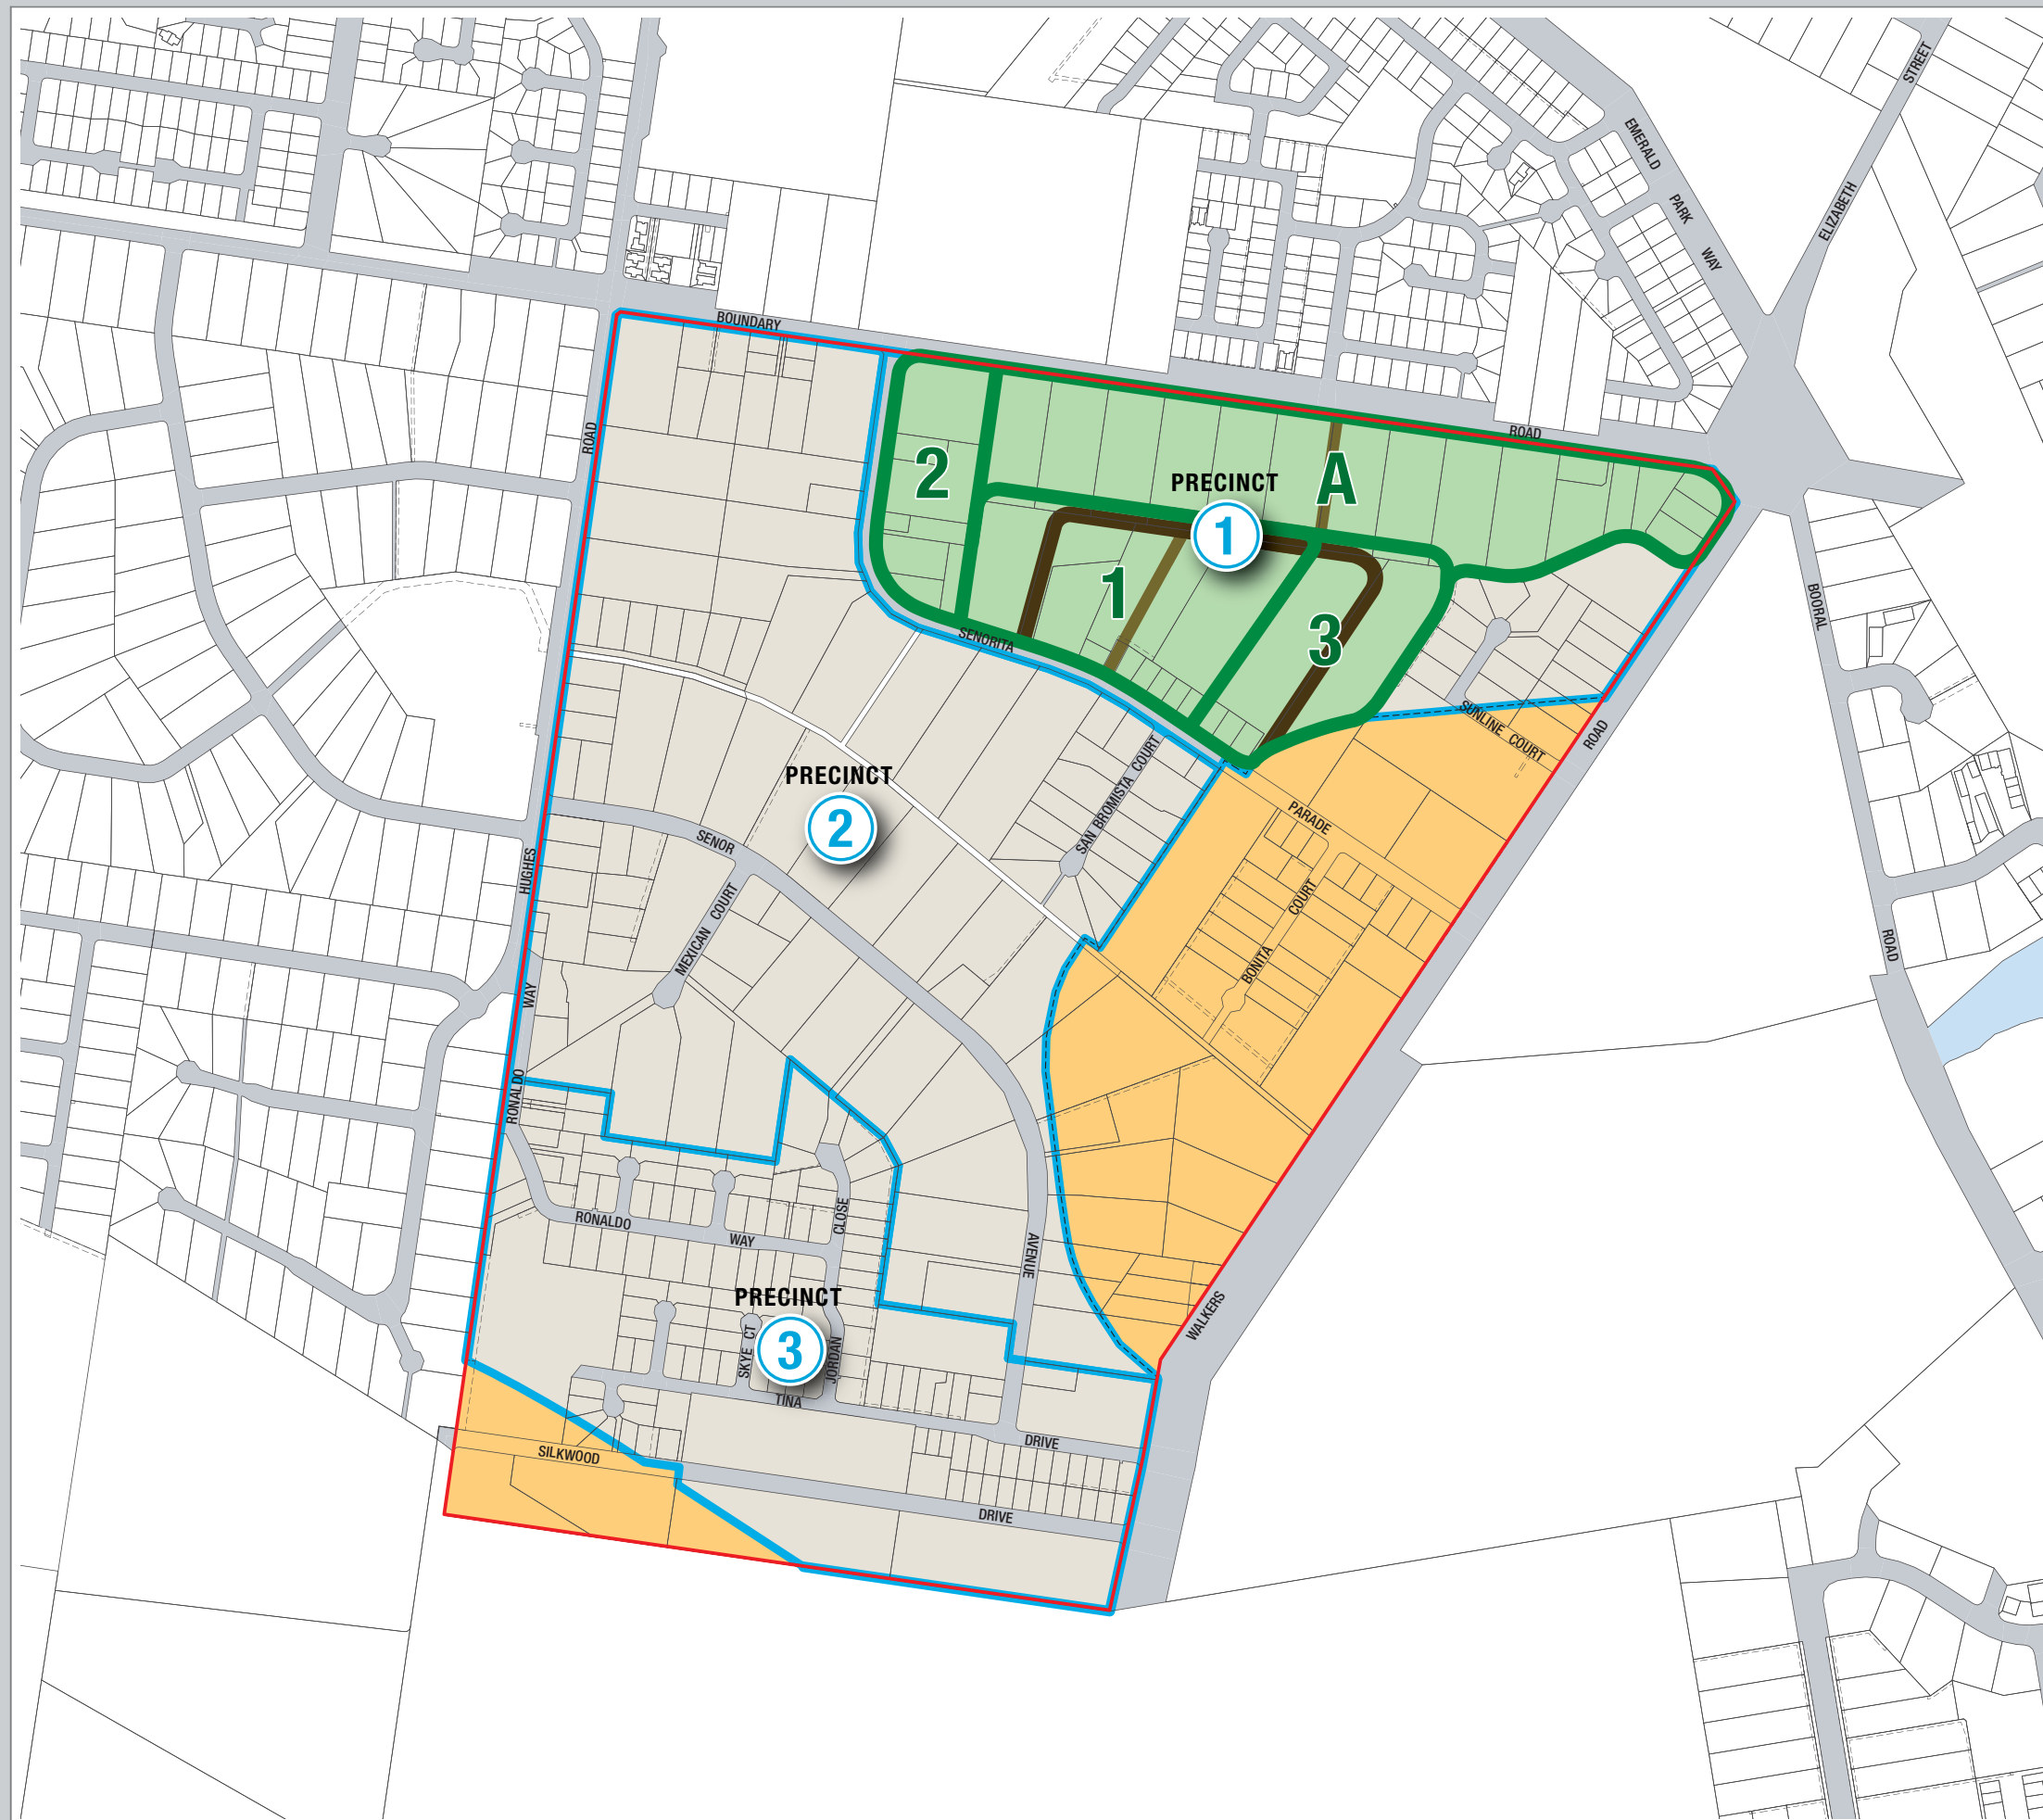 STREET
ELIZABETH
EMERALD
PARK
WAY
BOUNDARY
ROAD
ROAD
ROAD
2
PRECINCT
1
A
1
3
BOORAL
SENORITA
SUNLINE COURT
ROAD
SAN BROMISTA COURT
PRECINCT
2
PARADE
SENOR
HUGHES
MEXICAN COURT
COURT
BONITA
ROAD
WAY
RONALDO
RONALDO
WAY
CLOSE
AVENUE
PRECINCT
3
SKYE CT
JORDAN
WALKERS
TINA
DRIVE
SILKWOOD
DRIVE